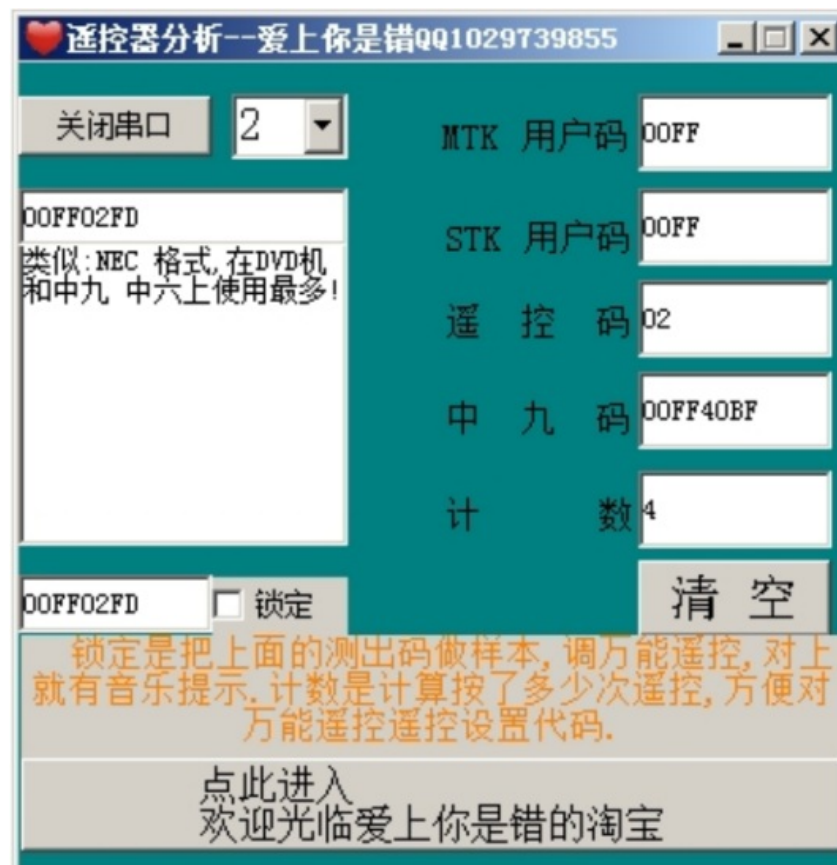 遥控器分析--爱上你是错QQ1029739855
关闭串口
2
MTK 用户码
00FF
00FF02FD
类似:NEC 格式,在DVD机
和中九 中六上使用最多!
STK 用户码
00FF
遥 控 码
02
中 九 码
00FF40BF
计 数
4
00FF02FD
锁定
清 空
锁定是把上面的测出码做样本,调万能遥控,对上
就有音乐提示.计数是计算按了多少次遥控,方便对
万能遥控遥控设置代码.
点此进入
欢迎光临爱上你是错的淘宝